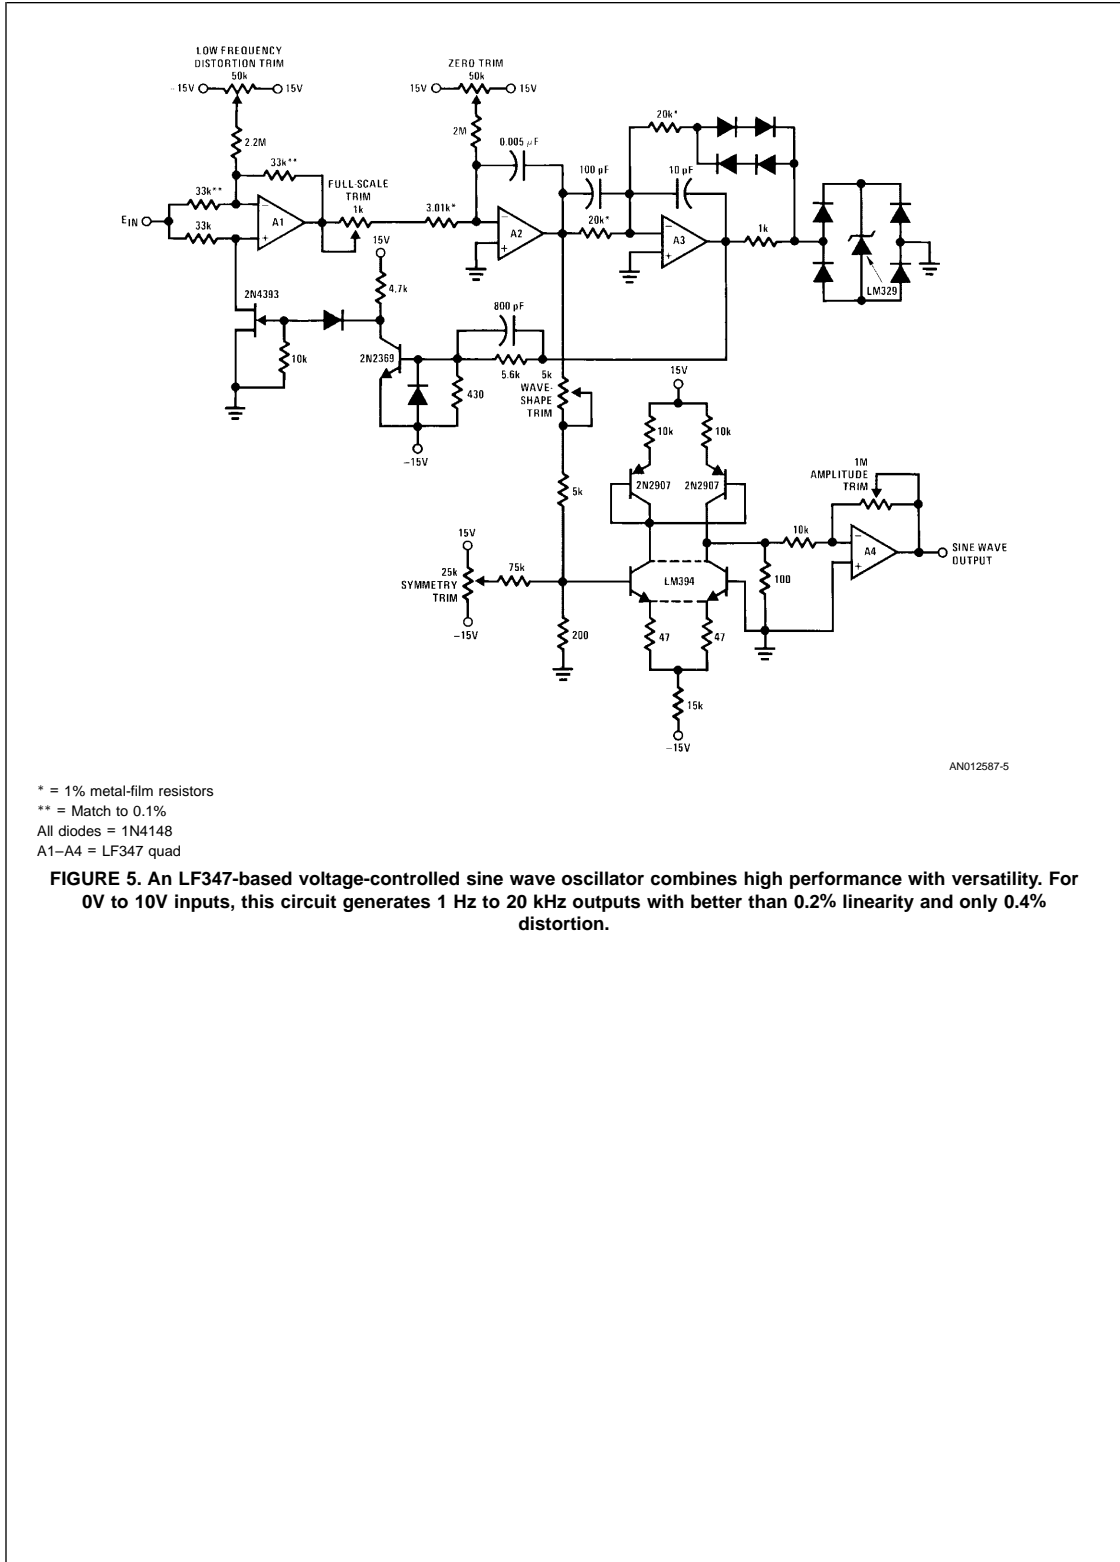 LOW FREQUENCY
DISTORTION TRIM
50k
-15V
15V
2.2M
33k**
33k**
33k
EIN
A1
FULL-SCALE
TRIM
1k
ZERO TRIM
50k
15V
15V
2M
0.005 μF
3.01k*
A2
100 pF
20k*
20k*
10 pF
A3
1k
LM329
15V
4.7k
2N4393
10k
2N2369
800 pF
5.6k
430
-15V
5k
WAVE-
SHAPE
TRIM
5k
15V
25k
SYMMETRY
TRIM
-15V
75k
200
15V
10k
10k
2N2907
2N2907
LM394
47
47
15k
-15V
1M
AMPLITUDE
TRIM
10k
100
A4
SINE WAVE
OUTPUT
AN012587-5
* = 1% metal-film resistors
** = Match to 0.1%
All diodes = 1N4148
A1–A4 = LF347 quad
FIGURE 5. An LF347-based voltage-controlled sine wave oscillator combines high performance with versatility. For
0V to 10V inputs, this circuit generates 1 Hz to 20 kHz outputs with better than 0.2% linearity and only 0.4%
distortion.